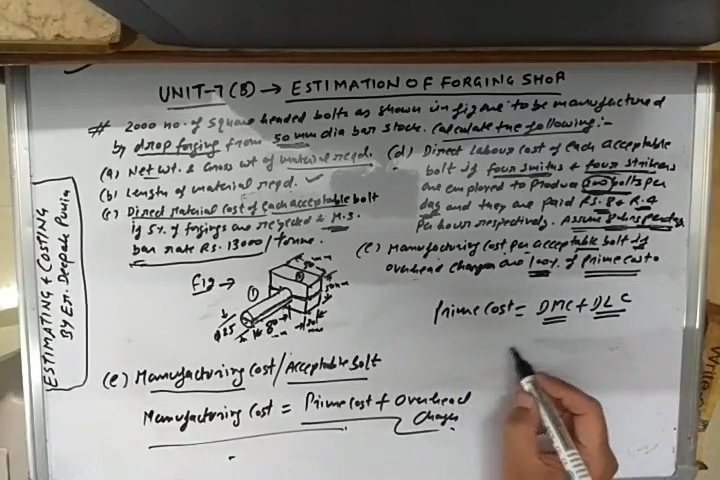 UNIT-7(B) → ESTIMATION OF FORGING SHOP
# 2000 no. of square headed bolts as shown in figure to be manufactured
by drop forging from 50 mm dia bar stock. Calculate the following:-
(a) Net wt. & Gross wt of material reqd.
(b) Length of material reqd.
(c) Direct Material cost of each acceptable bolt
if 5% of forgings are rejected & M.S.
bar rate Rs. 13000/tonne.
(d) Direct Labour cost of each acceptable
bolt if four smiths & four strikers
are employed to produce bolts per
day and they are paid Rs. 8 & R. 4
Per hour respectively. Assume 8 hrs per day
(e) Manufacturing cost per acceptable bolt if
overhead charges are 100% of prime cost.
ESTIMATING & COSTING
BY Er. Deepak Punia
Fig →
①
②
50 mm
Prime cost = DMC + DLC
(e) Manufacturing cost/Acceptable bolt
Manufacturing cost = Prime cost + overhead
charges